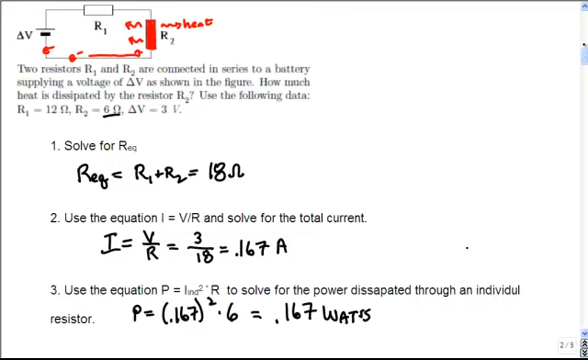 ΔV
R₁
heat
R₂
Two resistors R₁ and R₂ are connected in series to a battery
supplying a voltage of ΔV as shown in the figure. How much
heat is dissipated by the resistor R₂? Use the following data:
R₁ = 12 Ω, R₂ = 6 Ω, ΔV = 3 V.
1. Solve for REq
Req = R₁+R₂ = 18Ω
2. Use the equation I = V/R and solve for the total current.
I = V/R = 3/18 = .167 A
3. Use the equation P = Iind²* R to solve for the power dissapated through an individul
resistor. P = (.167)² · 6 = .167 WATTS
2 / 9